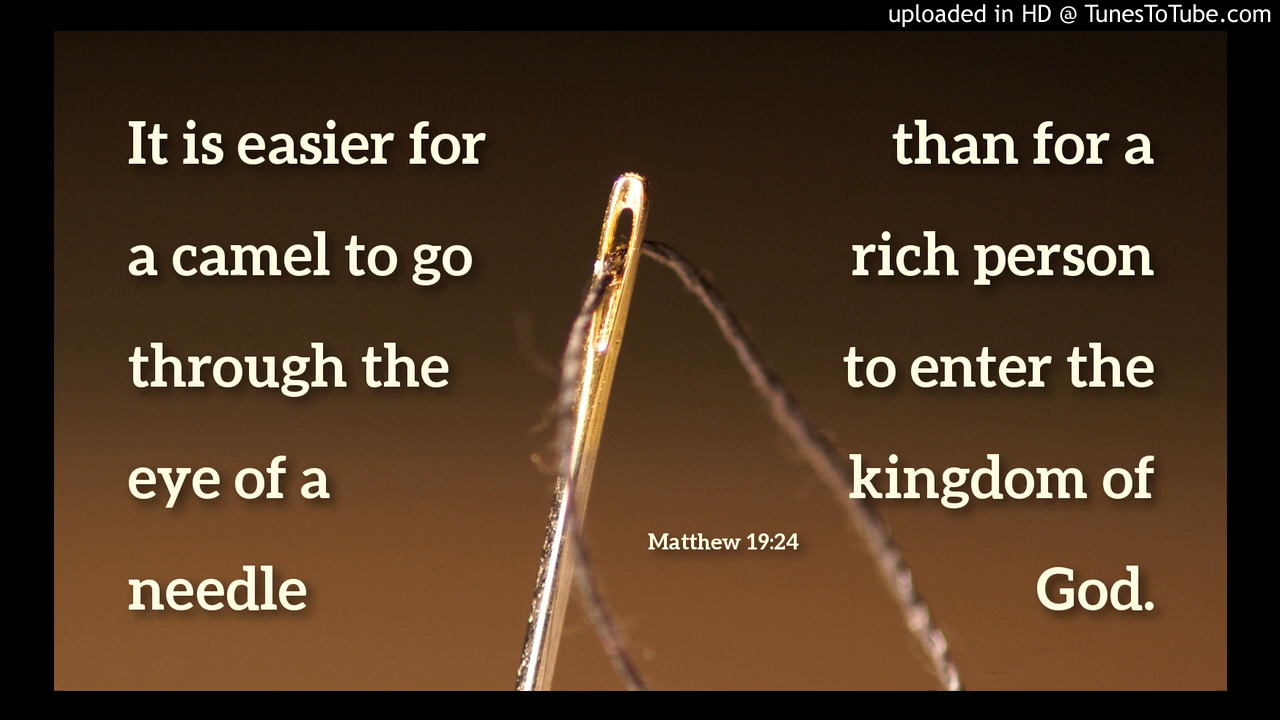 uploaded in HD @ TunesToTube.com
It is easier for
a camel to go
through the
eye of a
needle
than for a
rich person
to enter the
kingdom of
God.
Matthew 19:24